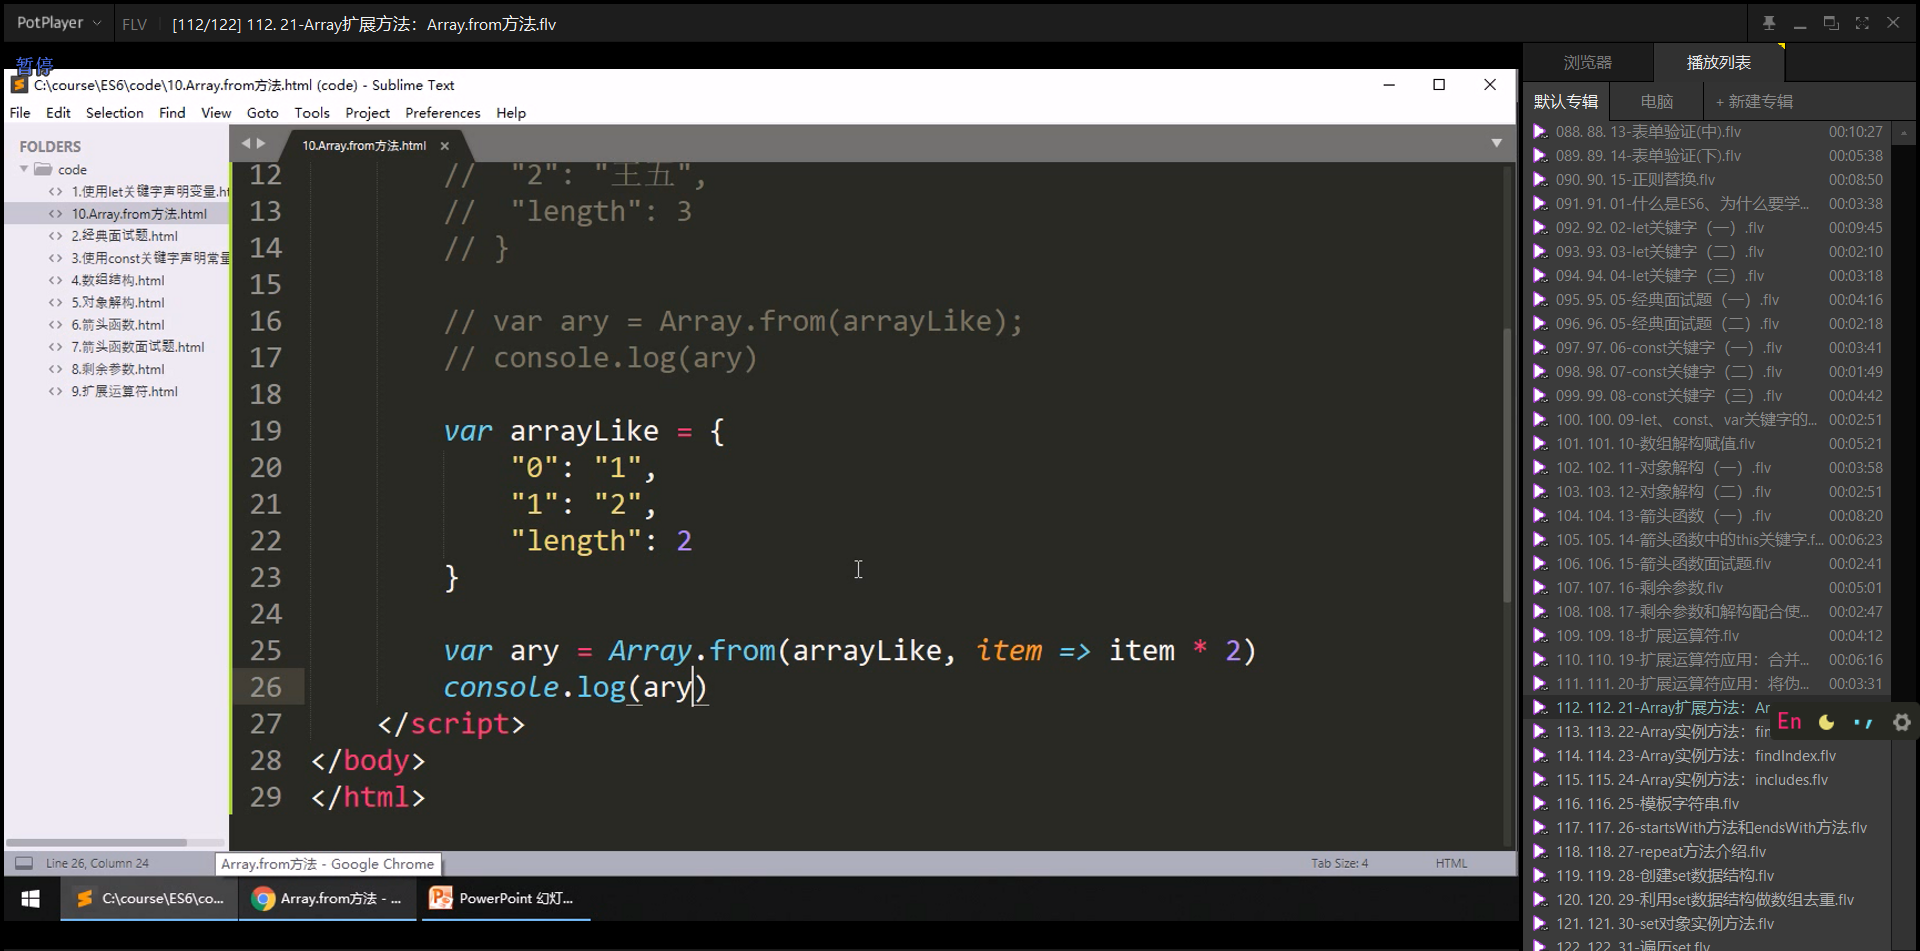 PotPlayer
FLV
[112/122] 112. 21-Array扩展方法：Array.from方法.flv
暂停
C:\course\ES6\code\10.Array.from方法.html (code) - Sublime Text
File Edit Selection Find View Goto Tools Project Preferences Help
FOLDERS
code
1.使用let关键字声明变量.ht
10.Array.from方法.html
2.经典面试题.html
3.使用const关键字声明常量
4.数组结构.html
5.对象解构.html
6.箭头函数.html
7.箭头函数面试题.html
8.剩余参数.html
9.扩展运算符.html
10.Array.from方法.html
12 // "2": "王五",
13 // "length": 3
14 // }
15
16 // var ary = Array.from(arrayLike);
17 // console.log(ary)
18
19 var arrayLike = {
20 "0": "1",
21 "1": "2",
22 "length": 2
23 }
24
25 var ary = Array.from(arrayLike, item => item * 2)
26 console.log(ary)
27 </script>
28 </body>
29 </html>
Line 26, Column 24
Array.from方法 - Google Chrome
Tab Size: 4
HTML
C:\course\ES6\co...
Array.from方法 - ...
PowerPoint 幻灯...
浏览器
播放列表
默认专辑
电脑
+ 新建专辑
088. 88. 13-表单验证(中).flv 00:10:27
089. 89. 14-表单验证(下).flv 00:05:38
090. 90. 15-正则替换.flv 00:08:50
091. 91. 01-什么是ES6、为什么要学... 00:03:38
092. 92. 02-let关键字（一）.flv 00:09:45
093. 93. 03-let关键字（二）.flv 00:02:10
094. 94. 04-let关键字（三）.flv 00:03:18
095. 95. 05-经典面试题（一）.flv 00:04:16
096. 96. 05-经典面试题（二）.flv 00:02:18
097. 97. 06-const关键字（一）.flv 00:03:41
098. 98. 07-const关键字（二）.flv 00:01:49
099. 99. 08-const关键字（三）.flv 00:04:42
100. 100. 09-let、const、var关键字的... 00:02:51
101. 101. 10-数组解构赋值.flv 00:05:21
102. 102. 11-对象解构（一）.flv 00:03:58
103. 103. 12-对象解构（二）.flv 00:02:51
104. 104. 13-箭头函数（一）.flv 00:08:20
105. 105. 14-箭头函数中的this关键字.f... 00:06:23
106. 106. 15-箭头函数面试题.flv 00:02:41
107. 107. 16-剩余参数.flv 00:05:01
108. 108. 17-剩余参数和解构配合使... 00:02:47
109. 109. 18-扩展运算符.flv 00:04:12
110. 110. 19-扩展运算符应用：合并... 00:06:16
111. 111. 20-扩展运算符应用：将伪... 00:03:31
112. 112. 21-Array扩展方法：Ar
En
113. 113. 22-Array实例方法：fin
114. 114. 23-Array实例方法：findIndex.flv
115. 115. 24-Array实例方法：includes.flv
116. 116. 25-模板字符串.flv
117. 117. 26-startsWith方法和endsWith方法.flv
118. 118. 27-repeat方法介绍.flv
119. 119. 28-创建set数据结构.flv
120. 120. 29-利用set数据结构做数组去重.flv
121. 121. 30-set对象实例方法.flv
122. 122. 31-遍历set.flv